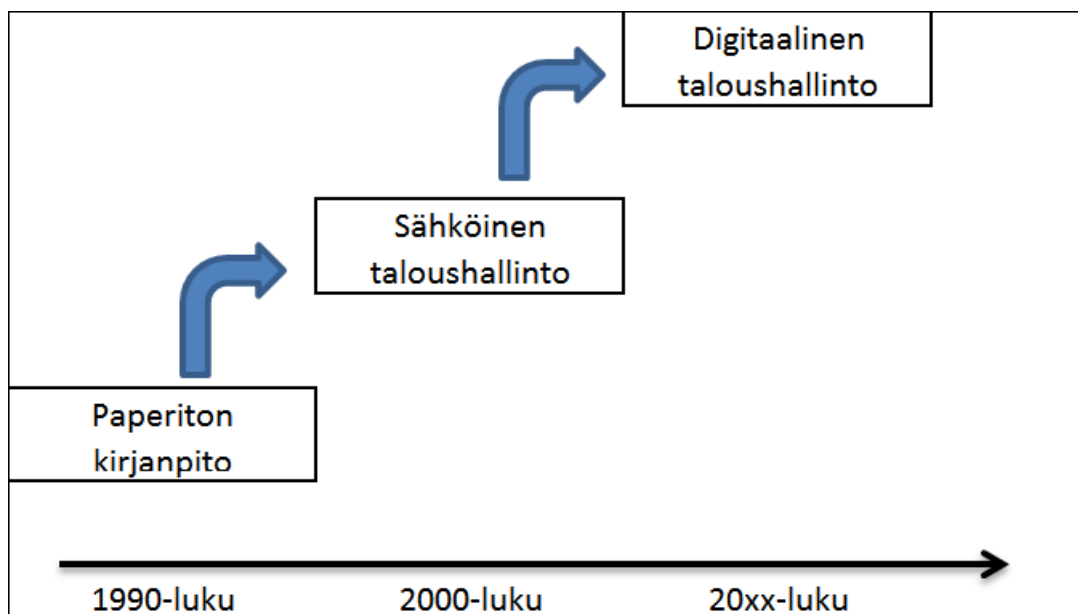 Digitaalinen
taloushallinto
Sähköinen
taloushallinto
Paperiton
kirjanpito
1990-luku
2000-luku
20xx-luku